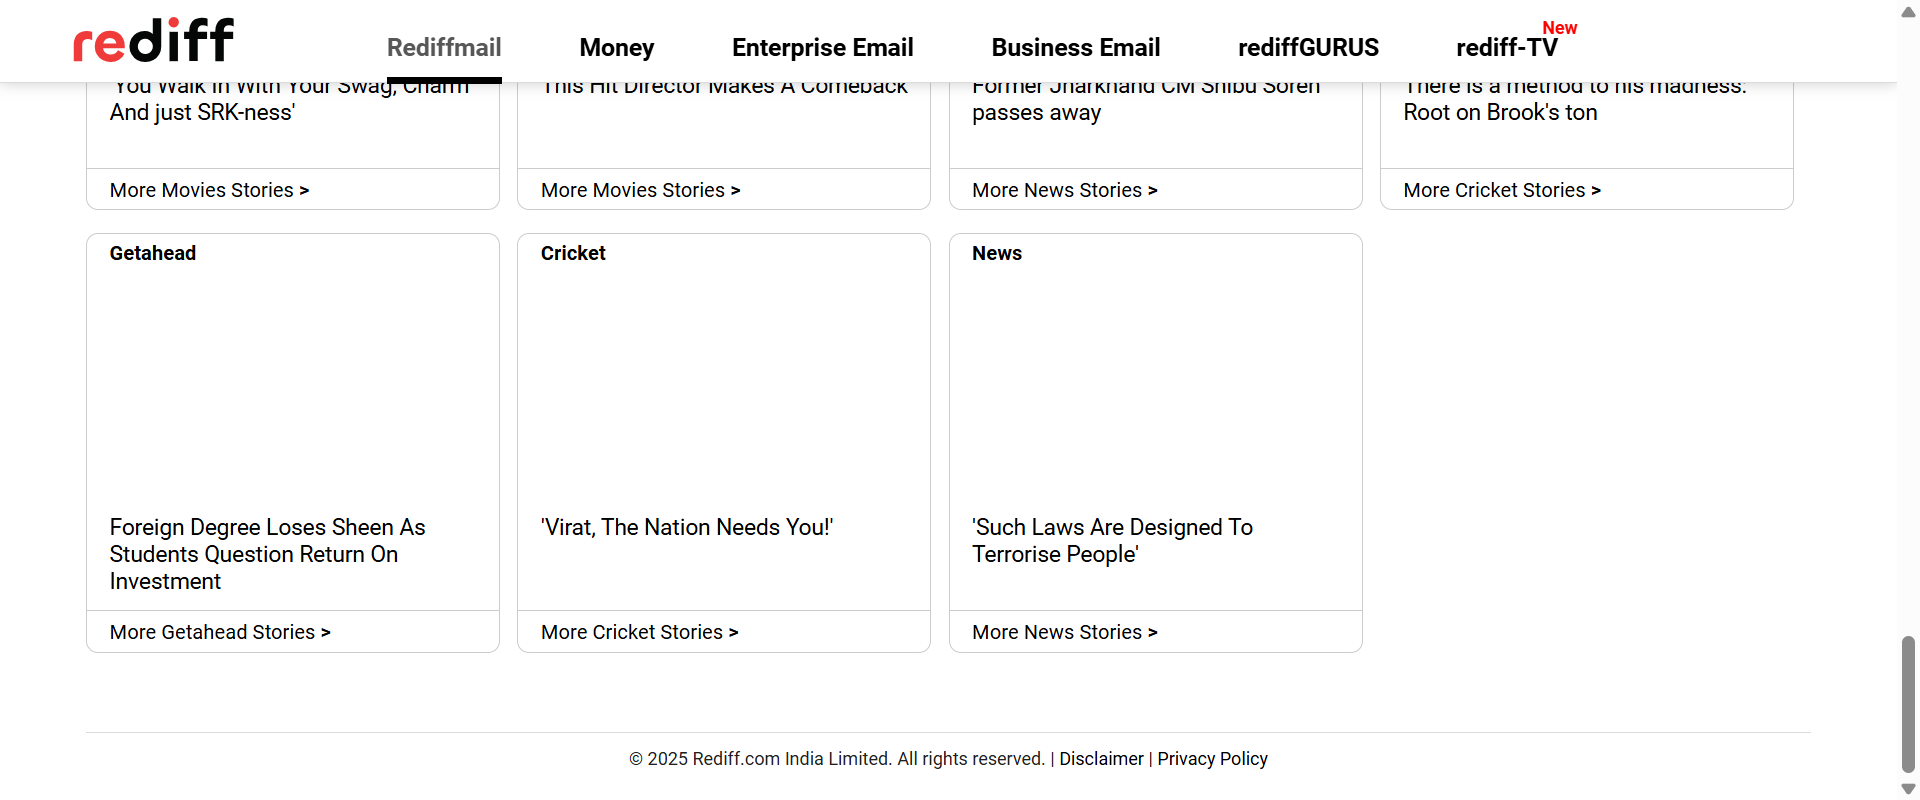 rediff
Rediffmail
Money
Enterprise Email
Business Email
rediffGURUS
rediff-TV
New
'You Walk In With Your Swag, Charm
And just SRK-ness'
More Movies Stories >
This Hit Director Makes A Comeback
More Movies Stories >
Former Jharkhand CM Shibu Soren
passes away
More News Stories >
There is a method to his madness:
Root on Brook's ton
More Cricket Stories >
Getahead
Foreign Degree Loses Sheen As
Students Question Return On
Investment
More Getahead Stories >
Cricket
'Virat, The Nation Needs You!'
More Cricket Stories >
News
'Such Laws Are Designed To
Terrorise People'
More News Stories >
© 2025 Rediff.com India Limited. All rights reserved. | Disclaimer | Privacy Policy